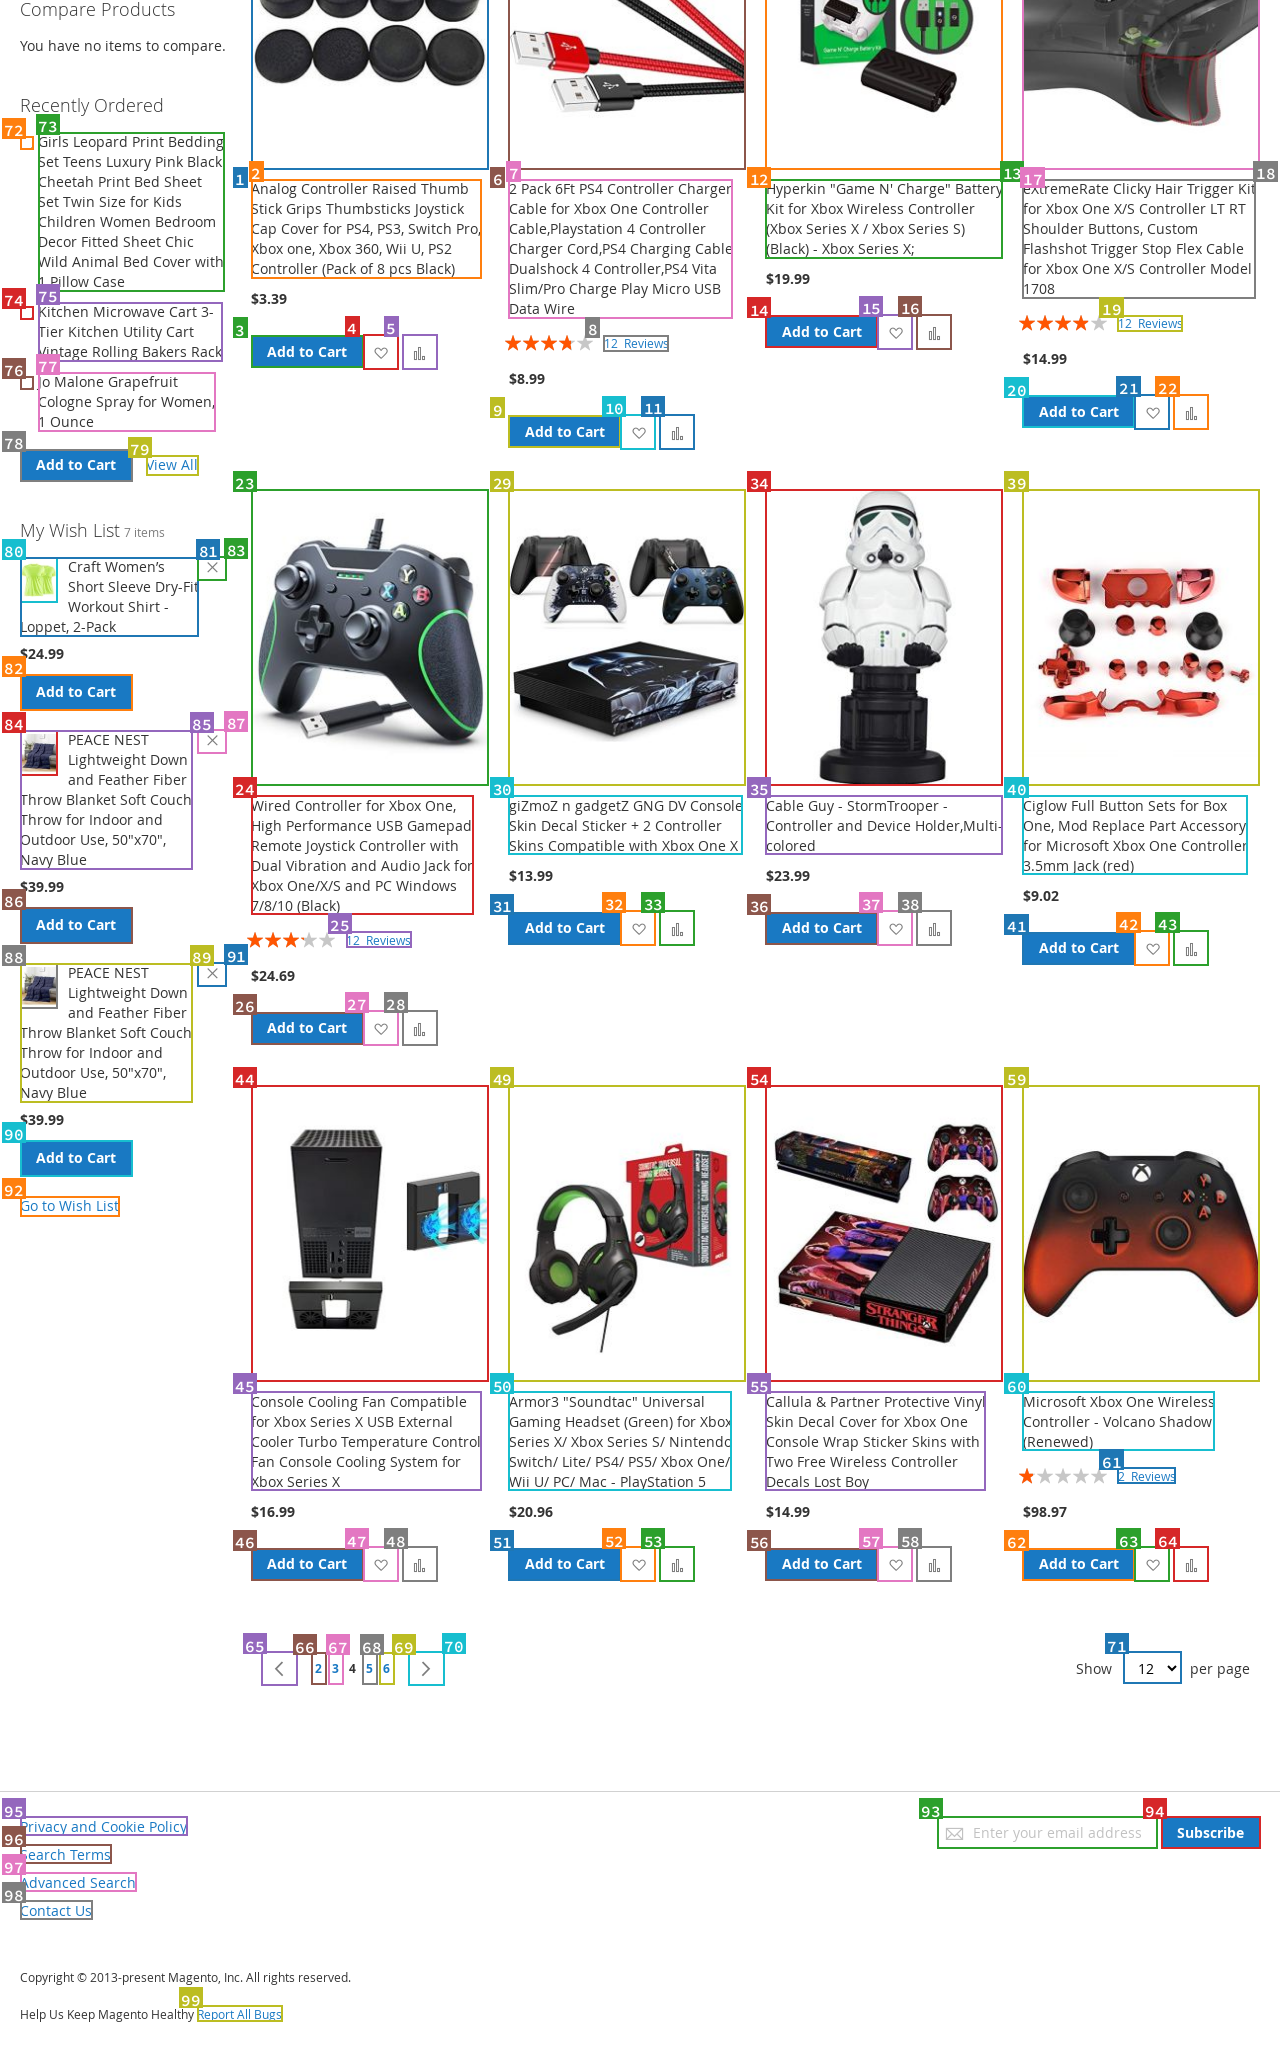 Compare Products
You have no items to compare.
Recently Ordered
72
73
Girls Leopard Print Bedding
Set Teens Luxury Pink Black
Cheetah Print Bed Sheet
Set Twin Size for Kids
Children Women Bedroom
Decor Fitted Sheet Chic
Wild Animal Bed Cover with
1 Pillow Case
74
75
Kitchen Microwave Cart 3-
Tier Kitchen Utility Cart
Vintage Rolling Bakers Rack
76
77
Jo Malone Grapefruit
Cologne Spray for Women,
1 Ounce
78
Add to Cart
79
View All
My Wish List 7 items
80
81
83
Craft Women's
Short Sleeve Dry-Fit
Workout Shirt -
Loppet, 2-Pack
$24.99
82
Add to Cart
84
85
87
PEACE NEST
Lightweight Down
and Feather Fiber
Throw Blanket Soft Couch
Throw for Indoor and
Outdoor Use, 50"x70",
Navy Blue
$39.99
86
Add to Cart
88
89
91
PEACE NEST
Lightweight Down
and Feather Fiber
Throw Blanket Soft Couch
Throw for Indoor and
Outdoor Use, 50"x70",
Navy Blue
$39.99
90
Add to Cart
92
Go to Wish List
1
2
Analog Controller Raised Thumb
Stick Grips Thumbsticks Joystick
Cap Cover for PS4, PS3, Switch Pro,
Xbox one, Xbox 360, Wii U, PS2
Controller (Pack of 8 pcs Black)
$3.39
3
Add to Cart
4
5
6
7
2 Pack 6Ft PS4 Controller Charger
Cable for Xbox One Controller
Cable,Playstation 4 Controller
Charger Cord,PS4 Charging Cable
Dualshock 4 Controller,PS4 Vita
Slim/Pro Charge Play Micro USB
Data Wire
8
12 Reviews
$8.99
9
Add to Cart
10
11
Game N' Charge Battery Kit
12
13
Hyperkin "Game N' Charge" Battery
Kit for Xbox Wireless Controller
(Xbox Series X / Xbox Series S)
(Black) - Xbox Series X;
$19.99
14
Add to Cart
15
16
17
18
eXtremeRate Clicky Hair Trigger Kit
for Xbox One X/S Controller LT RT
Shoulder Buttons, Custom
Flashshot Trigger Stop Flex Cable
for Xbox One X/S Controller Model
1708
19
12 Reviews
$14.99
20
Add to Cart
21
22
23
Y
X
B
A
24
Wired Controller for Xbox One,
High Performance USB Gamepad
Remote Joystick Controller with
Dual Vibration and Audio Jack for
Xbox One/X/S and PC Windows
7/8/10 (Black)
25
12 Reviews
$24.69
26
Add to Cart
27
28
29
30
giZmoZ n gadgetZ GNG DV Console
Skin Decal Sticker + 2 Controller
Skins Compatible with Xbox One X
$13.99
31
Add to Cart
32
33
34
35
Cable Guy - StormTrooper -
Controller and Device Holder,Multi-
colored
$23.99
36
Add to Cart
37
38
39
40
Ciglow Full Button Sets for Box
One, Mod Replace Part Accessory
for Microsoft Xbox One Controller
3.5mm Jack (red)
$9.02
41
Add to Cart
42
43
44
45
Console Cooling Fan Compatible
for Xbox Series X USB External
Cooler Turbo Temperature Control
Fan Console Cooling System for
Xbox Series X
$16.99
46
Add to Cart
47
48
49
SOUNDTAC UNIVERSAL
GAMING HEADSET
SOUNDTAC UNIVERSAL
GAMING HEADSET
50
Armor3 "Soundtac" Universal
Gaming Headset (Green) for Xbox
Series X/ Xbox Series S/ Nintendo
Switch/ Lite/ PS4/ PS5/ Xbox One/
Wii U/ PC/ Mac - PlayStation 5
$20.96
51
Add to Cart
52
53
54
STRANGER
THINGS
55
Callula & Partner Protective Vinyl
Skin Decal Cover for Xbox One
Console Wrap Sticker Skins with
Two Free Wireless Controller
Decals Lost Boy
$14.99
56
Add to Cart
57
58
59
Y
X
B
A
60
Microsoft Xbox One Wireless
Controller - Volcano Shadow
(Renewed)
61
2 Reviews
$98.97
62
Add to Cart
63
64
65
66
67
68
69
70
2 3 4 5 6
71
Show 12 per page
93
Enter your email address
94
Subscribe
95
Privacy and Cookie Policy
96
Search Terms
97
Advanced Search
98
Contact Us
Copyright © 2013-present Magento, Inc. All rights reserved.
99
Help Us Keep Magento Healthy Report All Bugs